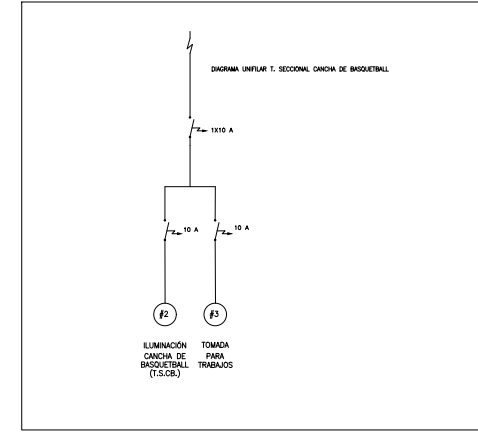 DIAGRAMA UNIFILAR T. SECCIONAL CANCHA DE BASQUETBALL
1X10 A
10 A
10 A
#2
#3
ILUMINACIÓN
CANCHA DE
BASQUETBALL
(T.S.CB.)
TOMADA
PARA
TRABAJOS